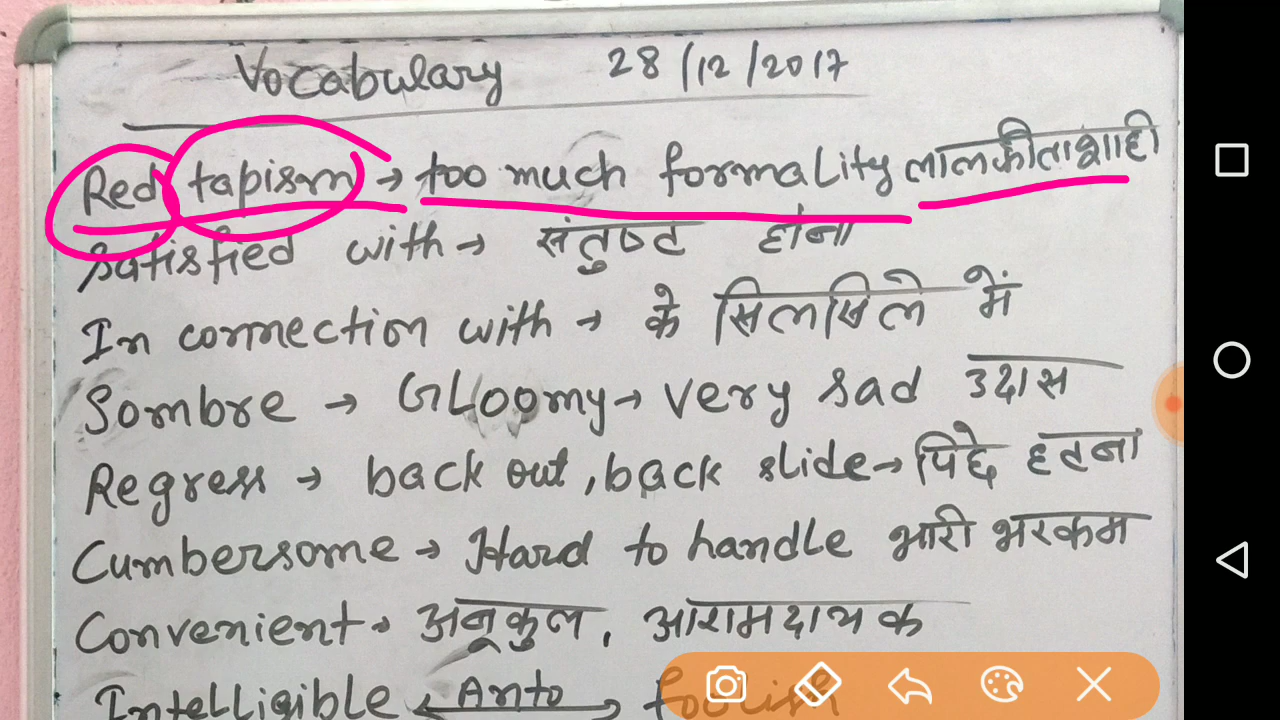 Vocabulary 28/12/2017
Red tapism → too much formality लालफीताशाही
Satisfied with → संतुष्ट होना
In connection with → के सिलसिले में
Sombre → GLoomy → very sad उदास
Regress → back out, back slide → पिछे हटना
Cumbersome → Hard to handle भारी भरकम
Convenient → अनूकुल, आरामदायक
Intelligible ←Anto→ foolish